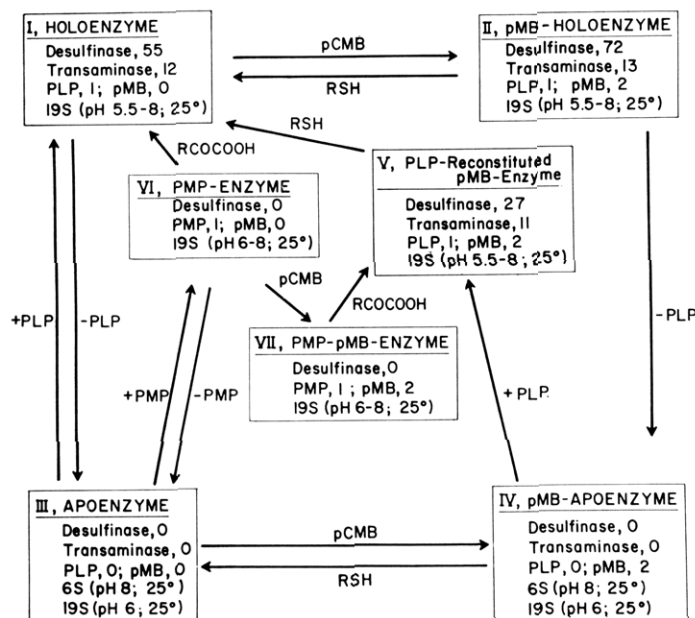 I, HOLOENZYME
Desulfinase, 55
Transaminase, 12
PLP, 1; pMB, 0
19S (pH 5.5-8; 25°)
pCMB
RSH
II, pMB-HOLOENZYME
Desulfinase, 72
Transaminase, 13
PLP, 1; pMB, 2
19S (pH 5.5-8; 25°)
RSH
RCOCOOH
VI, PMP-ENZYME
Desulfinase, 0
PMP, 1; pMB, 0
19S (pH 6-8; 25°)
V, PLP-Reconstituted
pMB-Enzyme
Desulfinase, 27
Transaminase, 11
PLP, 1; pMB, 2
19S (pH 5.5-8; 25°)
pCMB
RCOCOOH
+PLP
-PLP
-PLP
VII, PMP-pMB-ENZYME
Desulfinase, 0
PMP, 1; pMB, 2
19S (pH 6-8; 25°)
+PMP
-PMP
+PLP
III, APOENZYME
Desulfinase, 0
Transaminase, 0
PLP, 0; pMB, 0
6S (pH 8; 25°)
19S (pH 6; 25°)
pCMB
RSH
IV, pMB-APOENZYME
Desulfinase, 0
Transaminase, 0
PLP, 0; pMB, 2
6S (pH 8; 25°)
19S (pH 6; 25°)